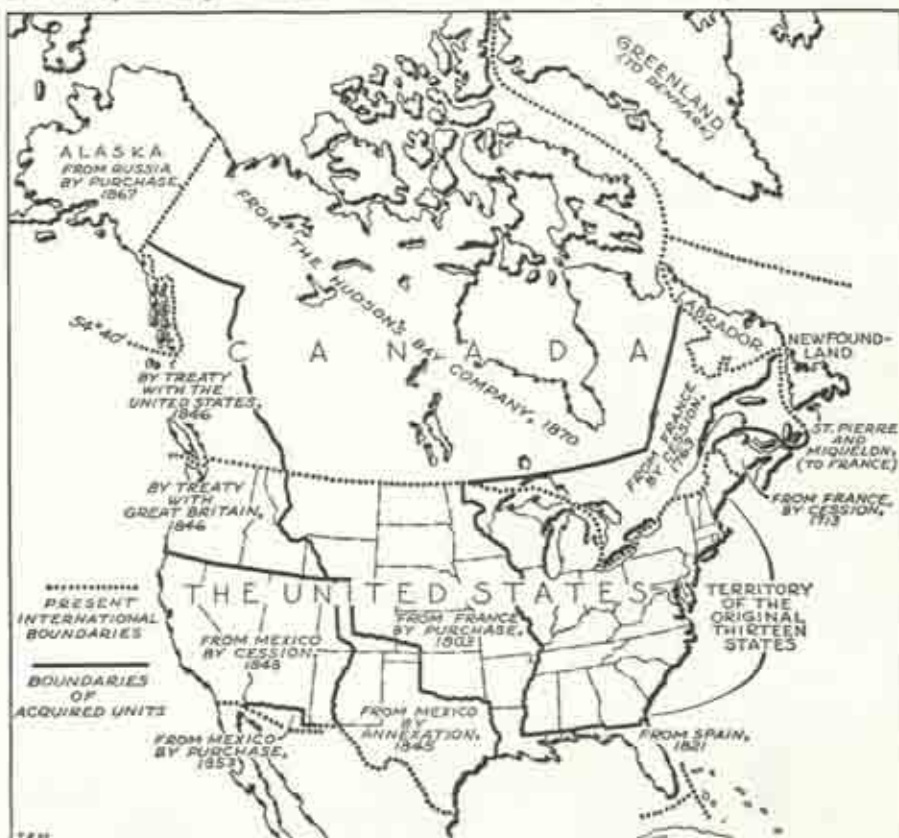 GREENLAND
(TO DENMARK)
ALASKA
FROM RUSSIA
BY PURCHASE,
1867
FROM THE HUDSON'S BAY COMPANY, 1870
CANADA
54°40'
BY TREATY
WITH THE
UNITED STATES,
1846
LABRADOR
NEWFOUND-
LAND
FROM FRANCE
BY CESSION,
1763
ST. PIERRE
AND
MIQUELON,
(TO FRANCE)
FROM FRANCE,
BY CESSION,
1713
BY TREATY
WITH
GREAT BRITAIN,
1846
THE UNITED STATES
PRESENT
INTERNATIONAL
BOUNDARIES
BOUNDARIES
OF
ACQUIRED UNITS
FROM MEXICO
BY CESSION,
1848
FROM FRANCE
BY PURCHASE,
1803
TERRITORY
OF THE
ORIGINAL
THIRTEEN
STATES
FROM MEXICO
BY PURCHASE,
1853
FROM MEXICO
BY
ANNEXATION,
1845
FROM SPAIN,
1821